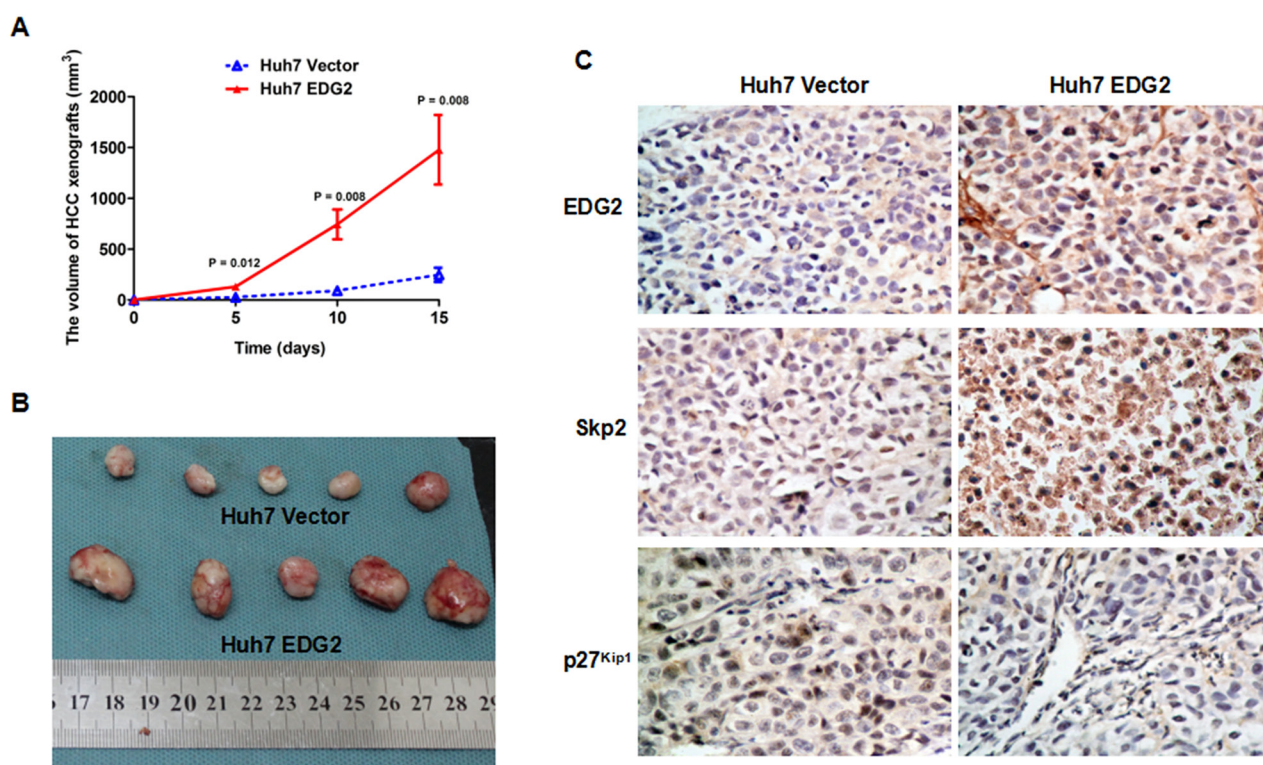 A
Huh7 Vector
Huh7 EDG2
The volume of HCC xenografts (mm³)
2000
1500
1000
500
0
P = 0.012
P = 0.008
P = 0.008
0 5 10 15
Time (days)
B
Huh7 Vector
Huh7 EDG2
17 18 19 20 21 22 23 24 25 26 27 28 29
C
Huh7 Vector Huh7 EDG2
EDG2
Skp2
p27ᴷⁱᵖ¹